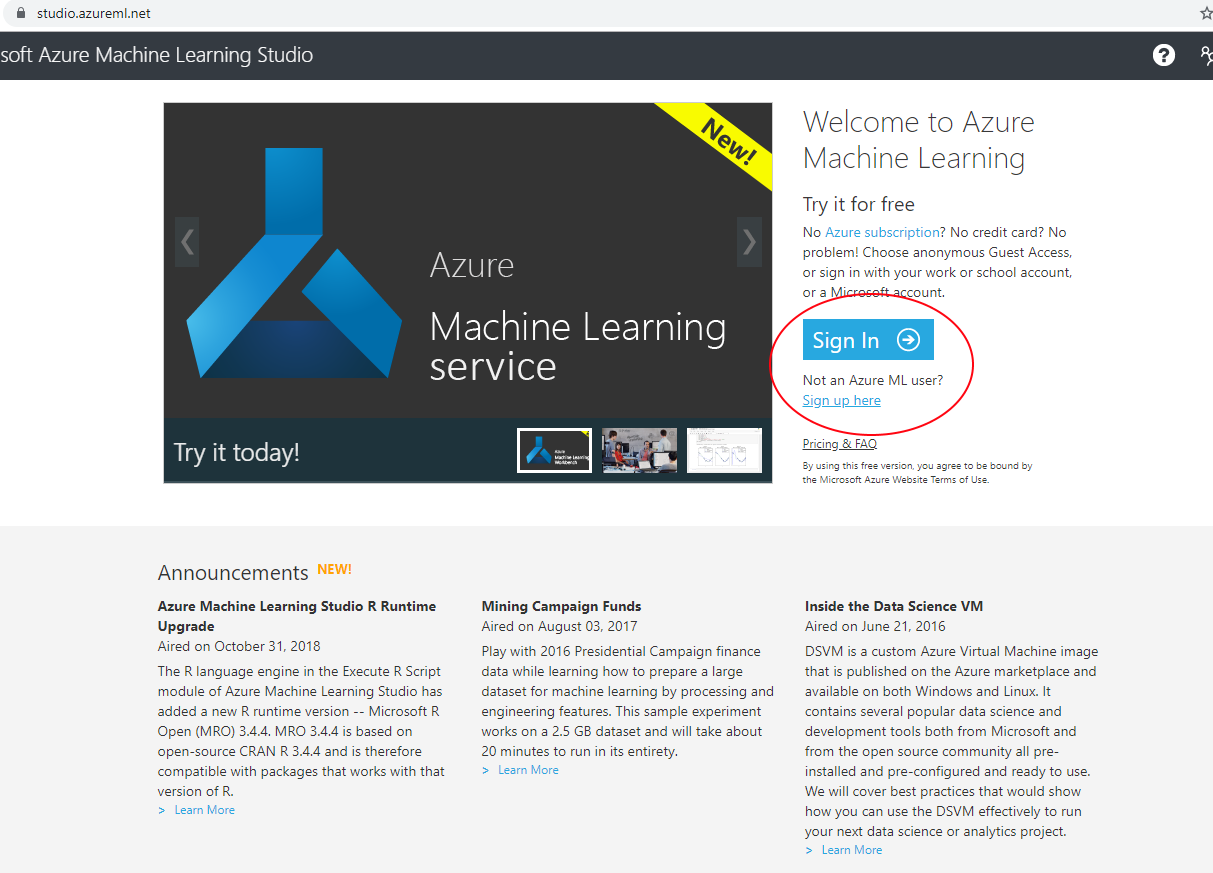 studio.azureml.net
soft Azure Machine Learning Studio
?
New!
Azure
Machine Learning
service
Try it today!
Azure
Machine Learning
Workbench
Welcome to Azure
Machine Learning
Try it for free
No Azure subscription? No credit card? No
problem! Choose anonymous Guest Access,
or sign in with your work or school account,
or a Microsoft account.
Sign In
Not an Azure ML user?
Sign up here
Pricing & FAQ
By using this free version, you agree to be bound by
the Microsoft Azure Website Terms of Use.
Announcements NEW!
Azure Machine Learning Studio R Runtime
Upgrade
Aired on October 31, 2018
The R language engine in the Execute R Script
module of Azure Machine Learning Studio has
added a new R runtime version -- Microsoft R
Open (MRO) 3.4.4. MRO 3.4.4 is based on
open-source CRAN R 3.4.4 and is therefore
compatible with packages that works with that
version of R.
> Learn More
Mining Campaign Funds
Aired on August 03, 2017
Play with 2016 Presidential Campaign finance
data while learning how to prepare a large
dataset for machine learning by processing and
engineering features. This sample experiment
works on a 2.5 GB dataset and will take about
20 minutes to run in its entirety.
> Learn More
Inside the Data Science VM
Aired on June 21, 2016
DSVM is a custom Azure Virtual Machine image
that is published on the Azure marketplace and
available on both Windows and Linux. It
contains several popular data science and
development tools both from Microsoft and
from the open source community all pre-
installed and pre-configured and ready to use.
We will cover best practices that would show
how you can use the DSVM effectively to run
your next data science or analytics project.
> Learn More